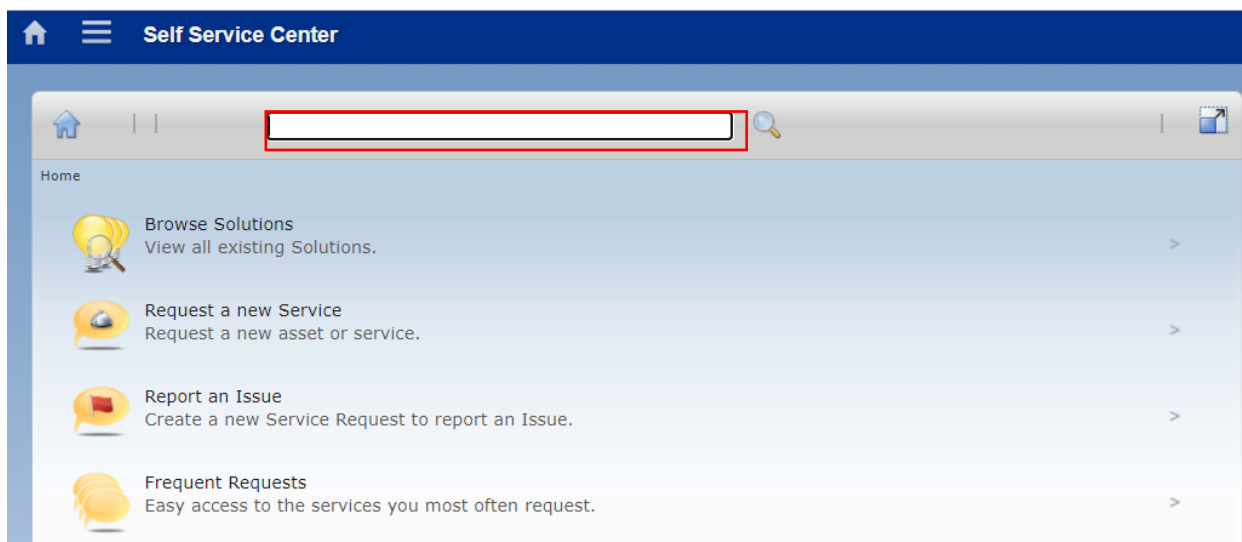 Self Service Center
Home
Browse Solutions
View all existing Solutions.
>
Request a new Service
Request a new asset or service.
>
Report an Issue
Create a new Service Request to report an Issue.
>
Frequent Requests
Easy access to the services you most often request.
>